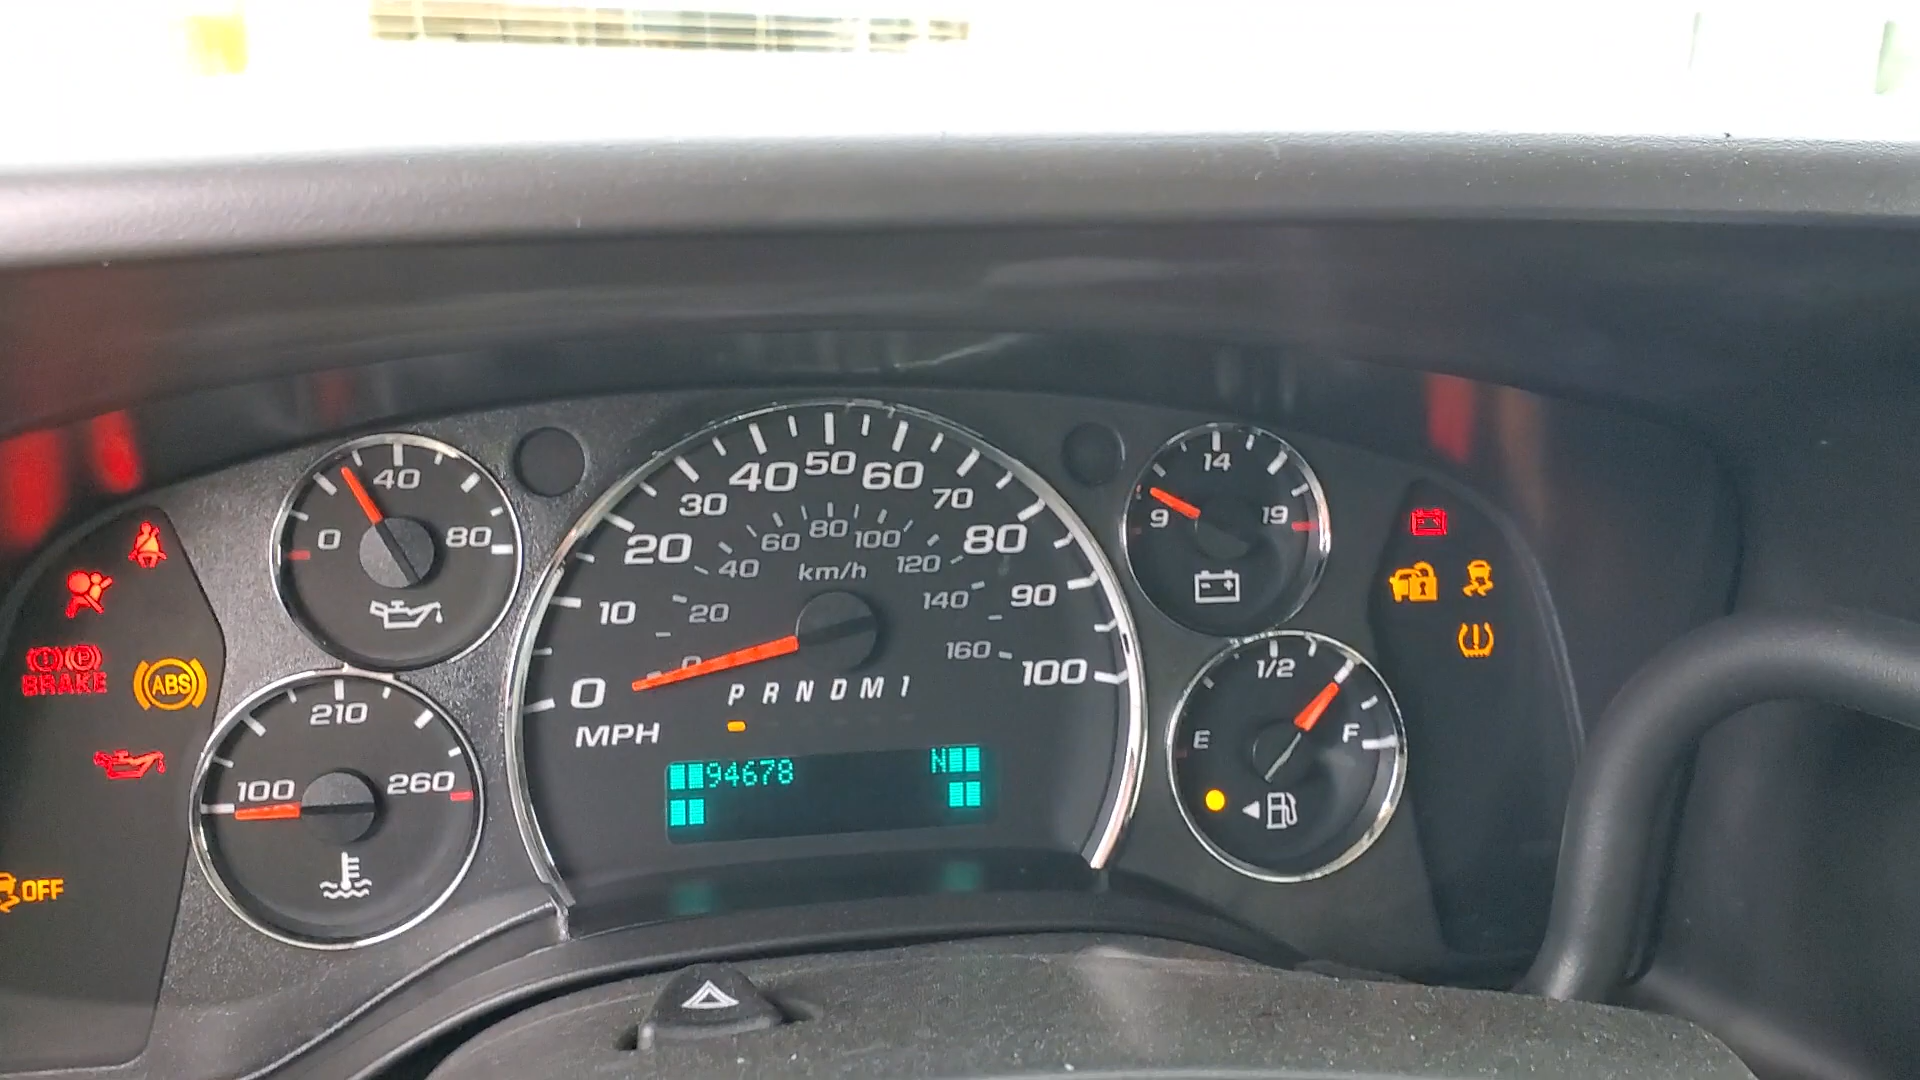 40
0 80
210
100 260
BRAKE
ABS
OFF
0 10 20 30 40 50 60 70 80 90 100
0 20 40 60 80 100 120 140 160
km/h
MPH
P R N D M 1
94678 N
14
9 19
1/2
E F